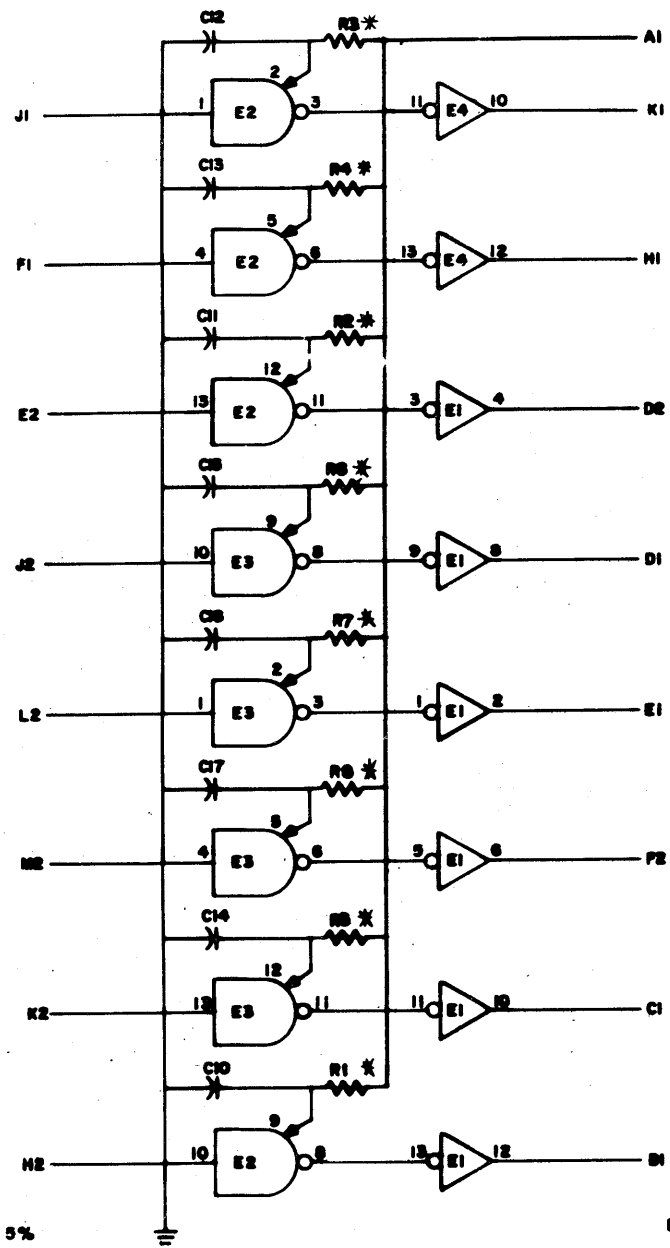 C12 R3* A1
2
J1 1 E2 3 11 E4 10 K1
C13 R4*
5
F1 4 E2 6 13 E4 12 H1
C11 R2*
12
E2 13 E2 11 3 E1 4 D2
R8*
9
J2 10 E3 8 9 E1 8 D1
R7*
2
L2 1 E3 3 1 E1 2 E1
C17 R6*
5
M2 4 E3 6 5 E1 6 F2
C14 R5*
12
K2 13 E3 11 11 E1 10 C1
C10 R1*
9
H2 10 E2 8 13 E1 12 B1
5%